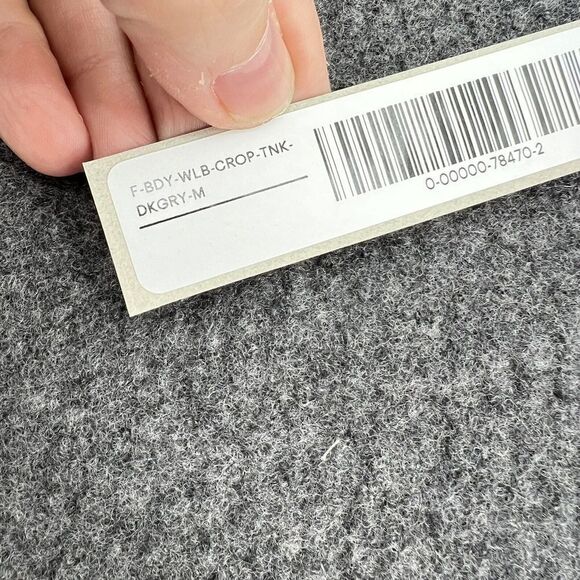 F-BDY-WLB-CROP-TNK-
DKGRY-M
0-00000-78470-2